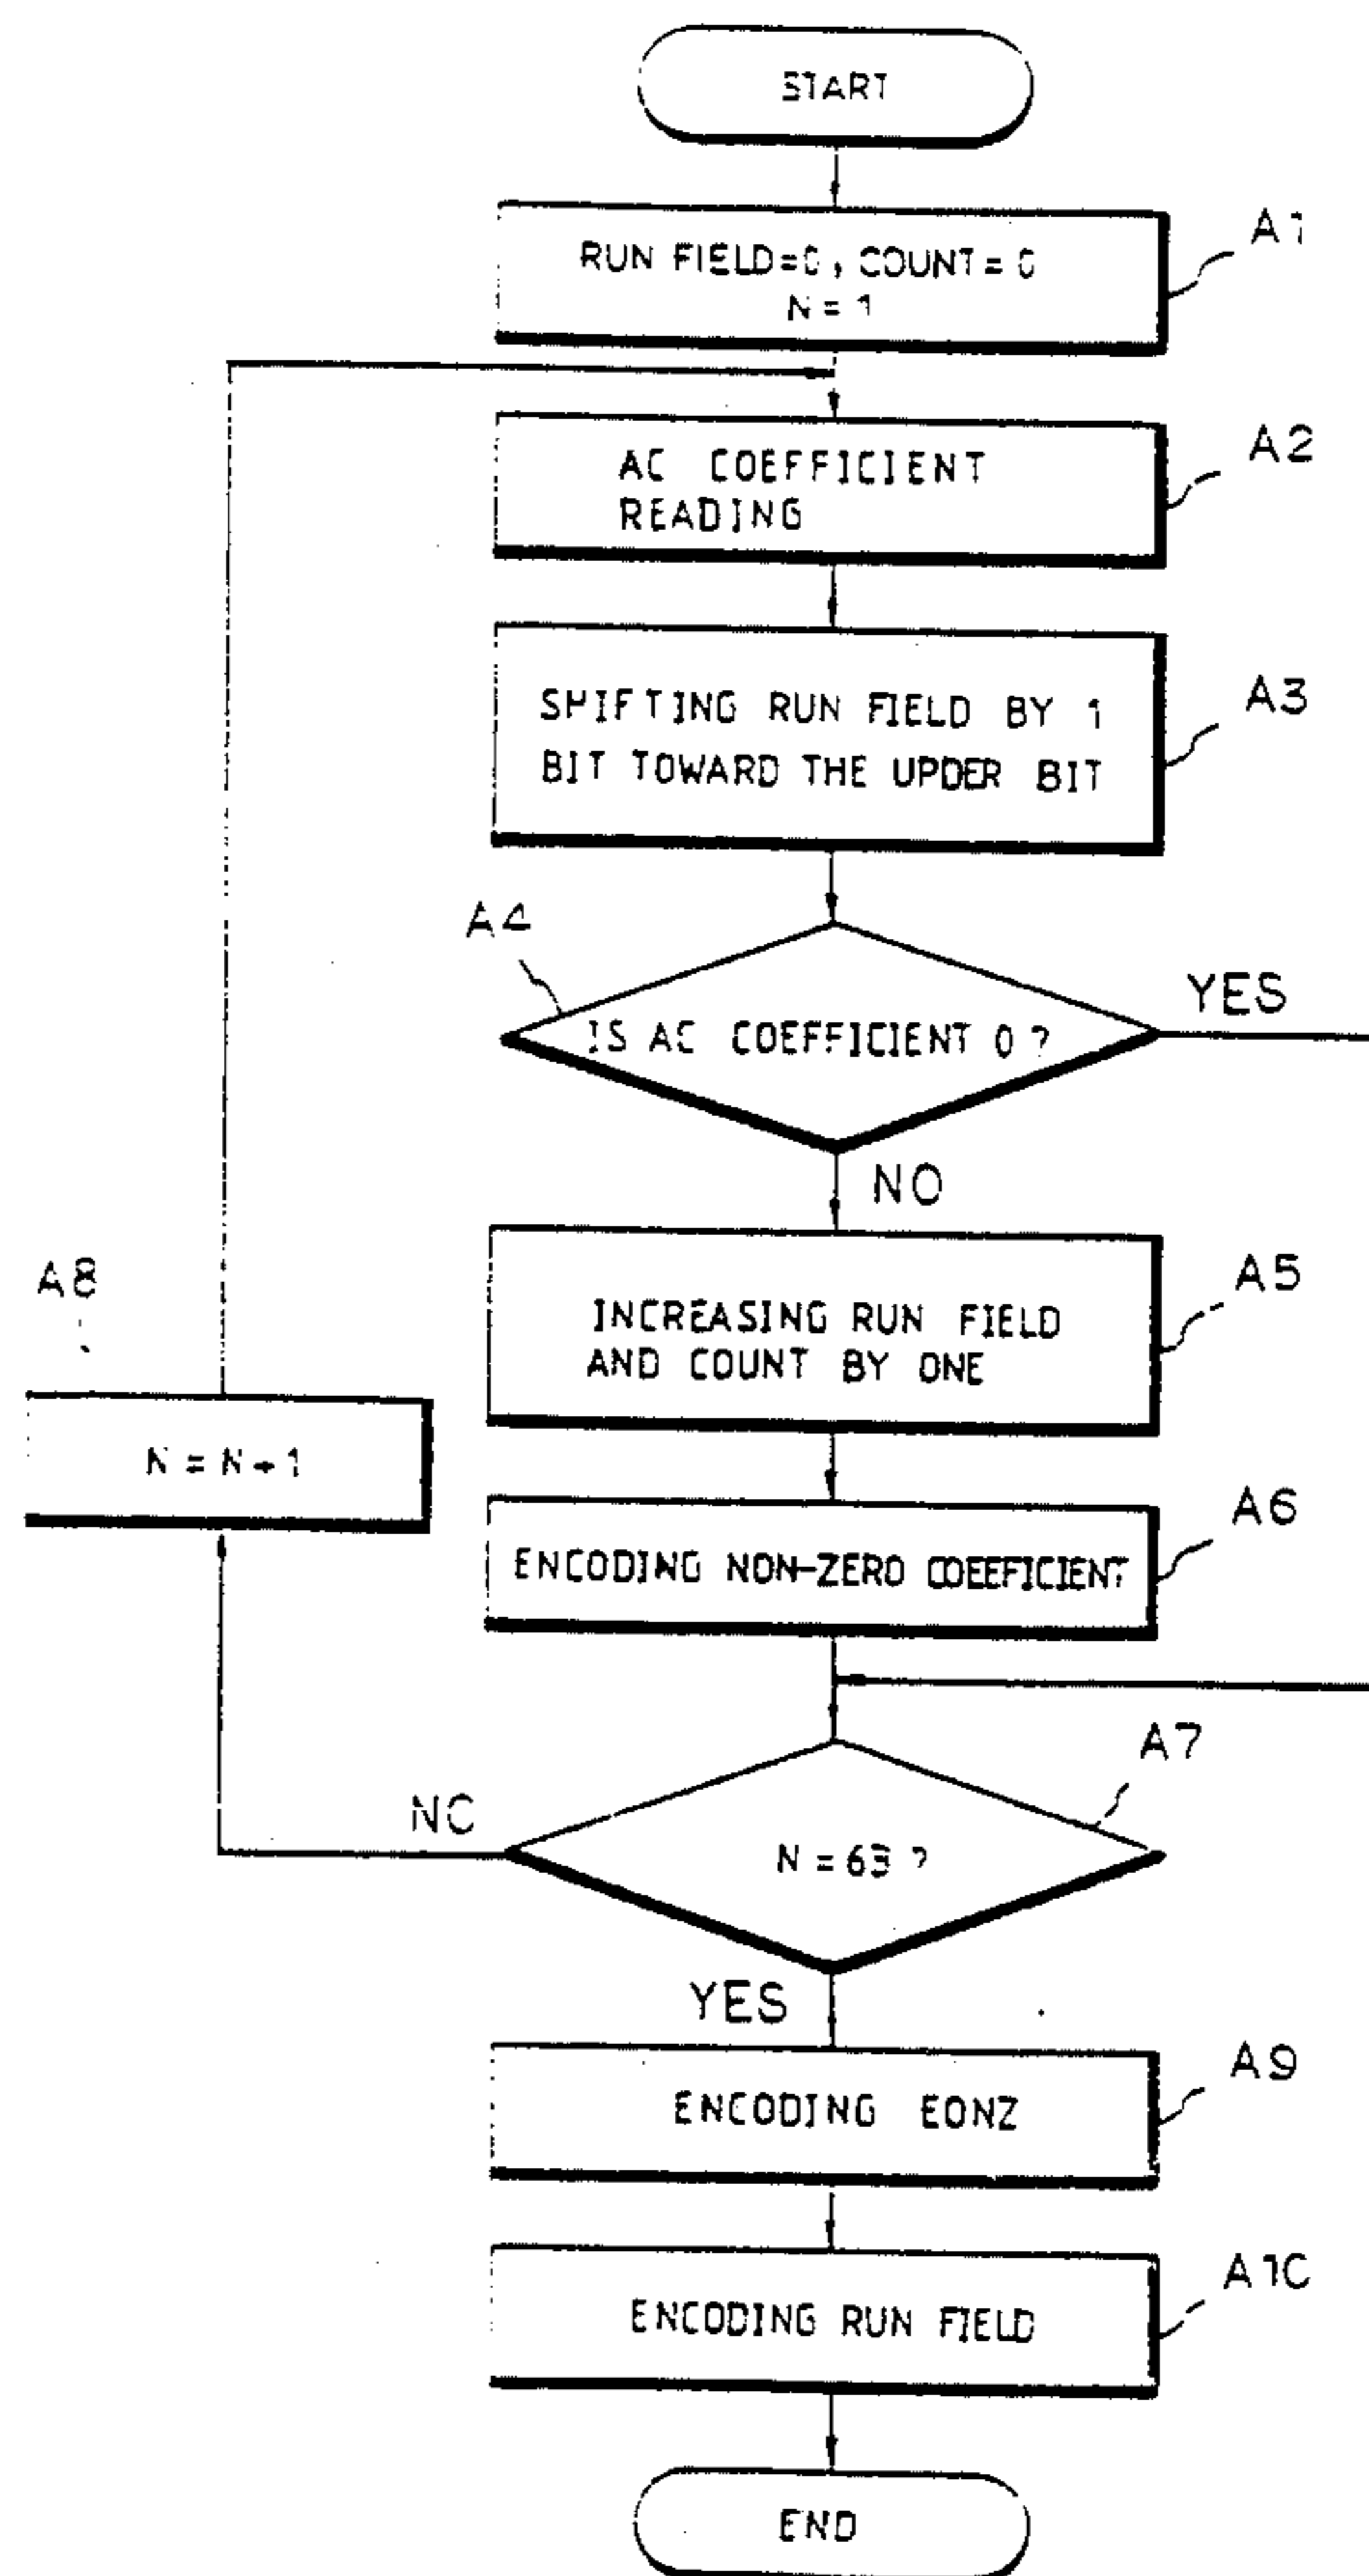 START
RUN FIELD=0, COUNT=0
N=1
A1
AC COEFFICIENT
READING
A2
SHIFTING RUN FIELD BY 1
BIT TOWARD THE UPDER BIT
A3
A4
IS AC COEFFICIENT 0?
YES
NO
INCREASING RUN FIELD
AND COUNT BY ONE
A5
A8
N=N+1
ENCODING NON-ZERO COEEFICIENT
A6
A7
NO
N=63?
YES
ENCODING EONZ
A9
ENCODING RUN FIELD
A10
END